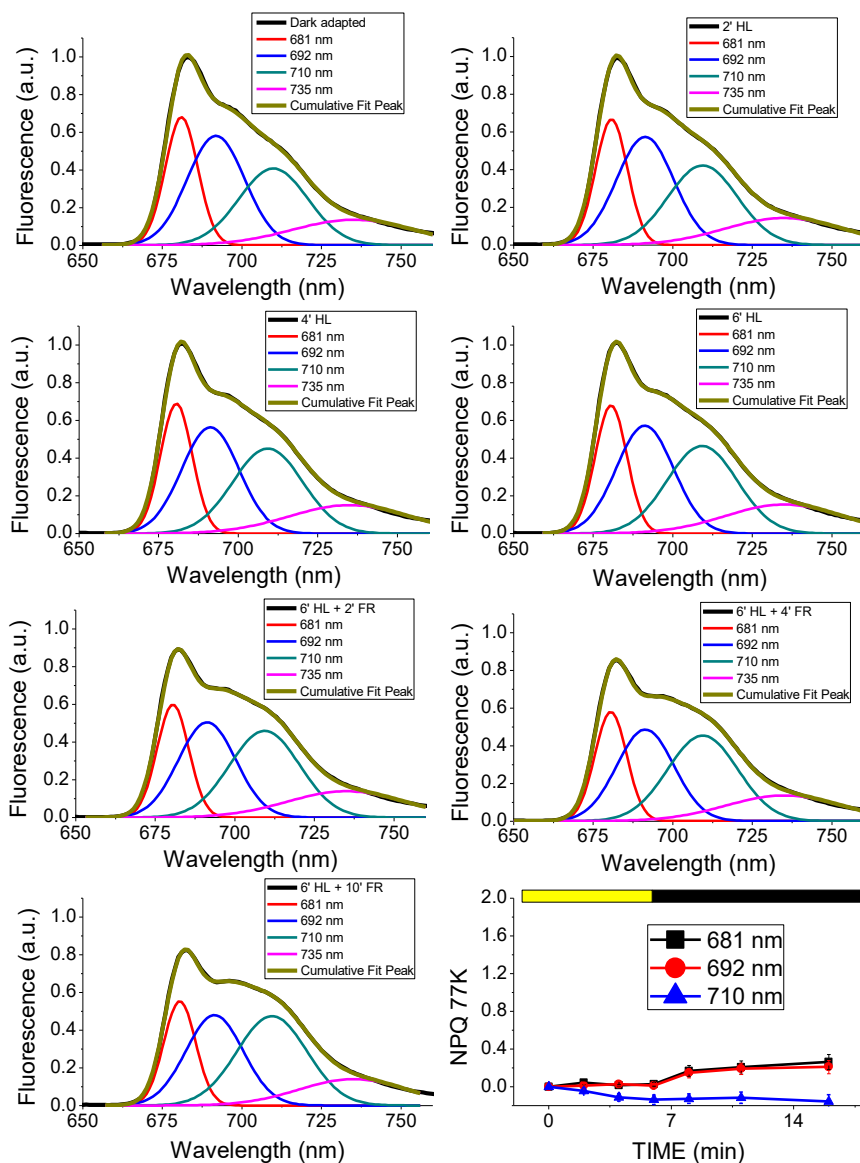 Dark adapted
681 nm
692 nm
710 nm
735 nm
Cumulative Fit Peak
Fluorescence (a.u.)
1.0
0.8
0.6
0.4
0.2
0.0
650 675 700 725 750
Wavelength (nm)
2' HL
681 nm
692 nm
710 nm
735 nm
Cumulative Fit Peak
Fluorescence (a.u.)
1.0
0.8
0.6
0.4
0.2
0.0
650 675 700 725 750
Wavelength (nm)
4' HL
681 nm
692 nm
710 nm
735 nm
Cumulative Fit Peak
Fluorescence (a.u.)
1.0
0.8
0.6
0.4
0.2
0.0
650 675 700 725 750
Wavelength (nm)
6' HL
681 nm
692 nm
710 nm
735 nm
Cumulative Fit Peak
Fluorescence (a.u.)
1.0
0.8
0.6
0.4
0.2
0.0
650 675 700 725 750
Wavelength (nm)
6' HL + 2' FR
681 nm
692 nm
710 nm
735 nm
Cumulative Fit Peak
Fluorescence (a.u.)
1.0
0.8
0.6
0.4
0.2
0.0
650 675 700 725 750
Wavelength (nm)
6' HL + 4' FR
681 nm
692 nm
710 nm
735 nm
Cumulative Fit Peak
Fluorescence (a.u.)
1.0
0.8
0.6
0.4
0.2
0.0
650 675 700 725 750
Wavelength (nm)
6' HL + 10' FR
681 nm
692 nm
710 nm
735 nm
Cumulative Fit Peak
Fluorescence (a.u.)
1.0
0.8
0.6
0.4
0.2
0.0
650 675 700 725 750
Wavelength (nm)
681 nm
692 nm
710 nm
NPQ 77K
2.0
1.6
1.2
0.8
0.4
0.0
0 7 14
TIME (min)